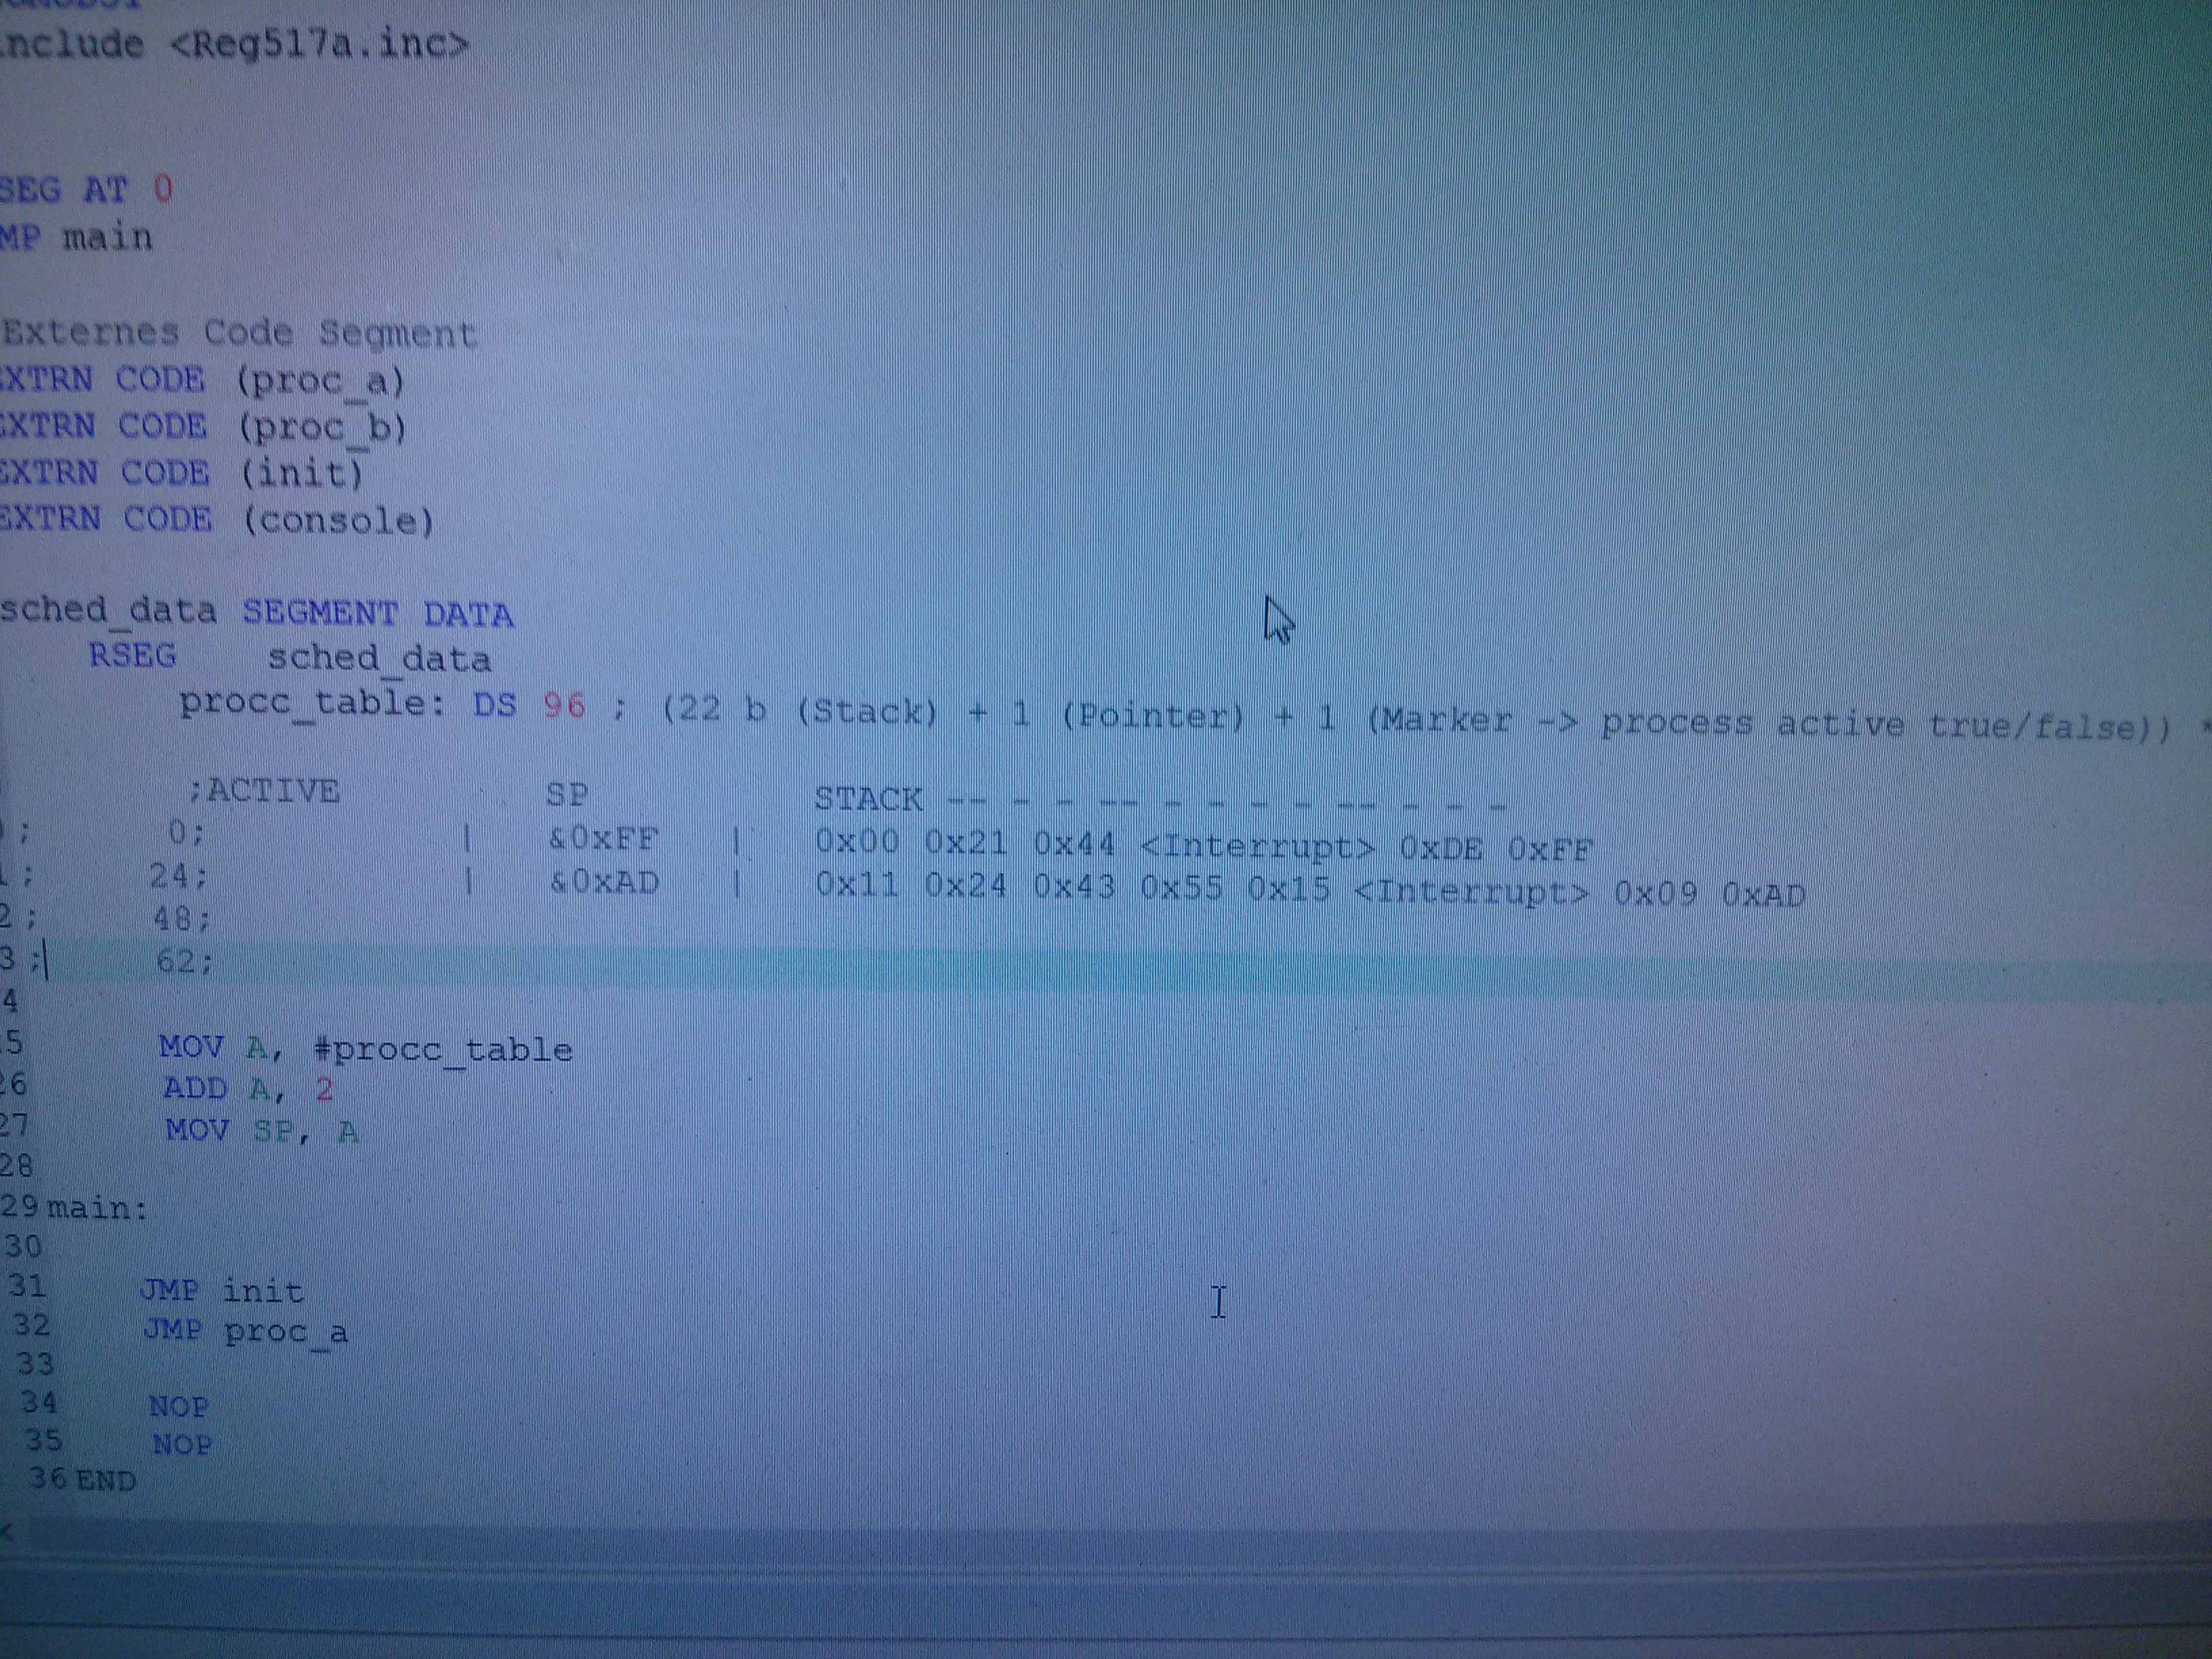 nclude <Reg517a.inc>
SEG AT 0
MP main
Externes Code Segment
XTRN CODE (proc_a)
EXTRN CODE (proc_b)
EXTRN CODE (init)
EXTRN CODE (console)
sched_data SEGMENT DATA
RSEG sched_data
procc_table: DS 96 ; (22 b (Stack) + 1 (Pointer) + 1 (Marker -> process active true/false)) *
;ACTIVE SP STACK -- - - -- - - - - - -- - - -
; 0; | &0xFF | 0x00 0x21 0x44 <Interrupt> 0xDE 0xFF
1; 24; | &0xAD | 0x11 0x24 0x43 0x55 0x15 <Interrupt> 0x09 0xAD
2; 48;
3; 62;
4
5 MOV A, #procc_table
26 ADD A, 2
27 MOV SP, A
28
29 main:
30
31 JMP init
32 JMP proc_a
33
34 NOP
35 NOP
36 END